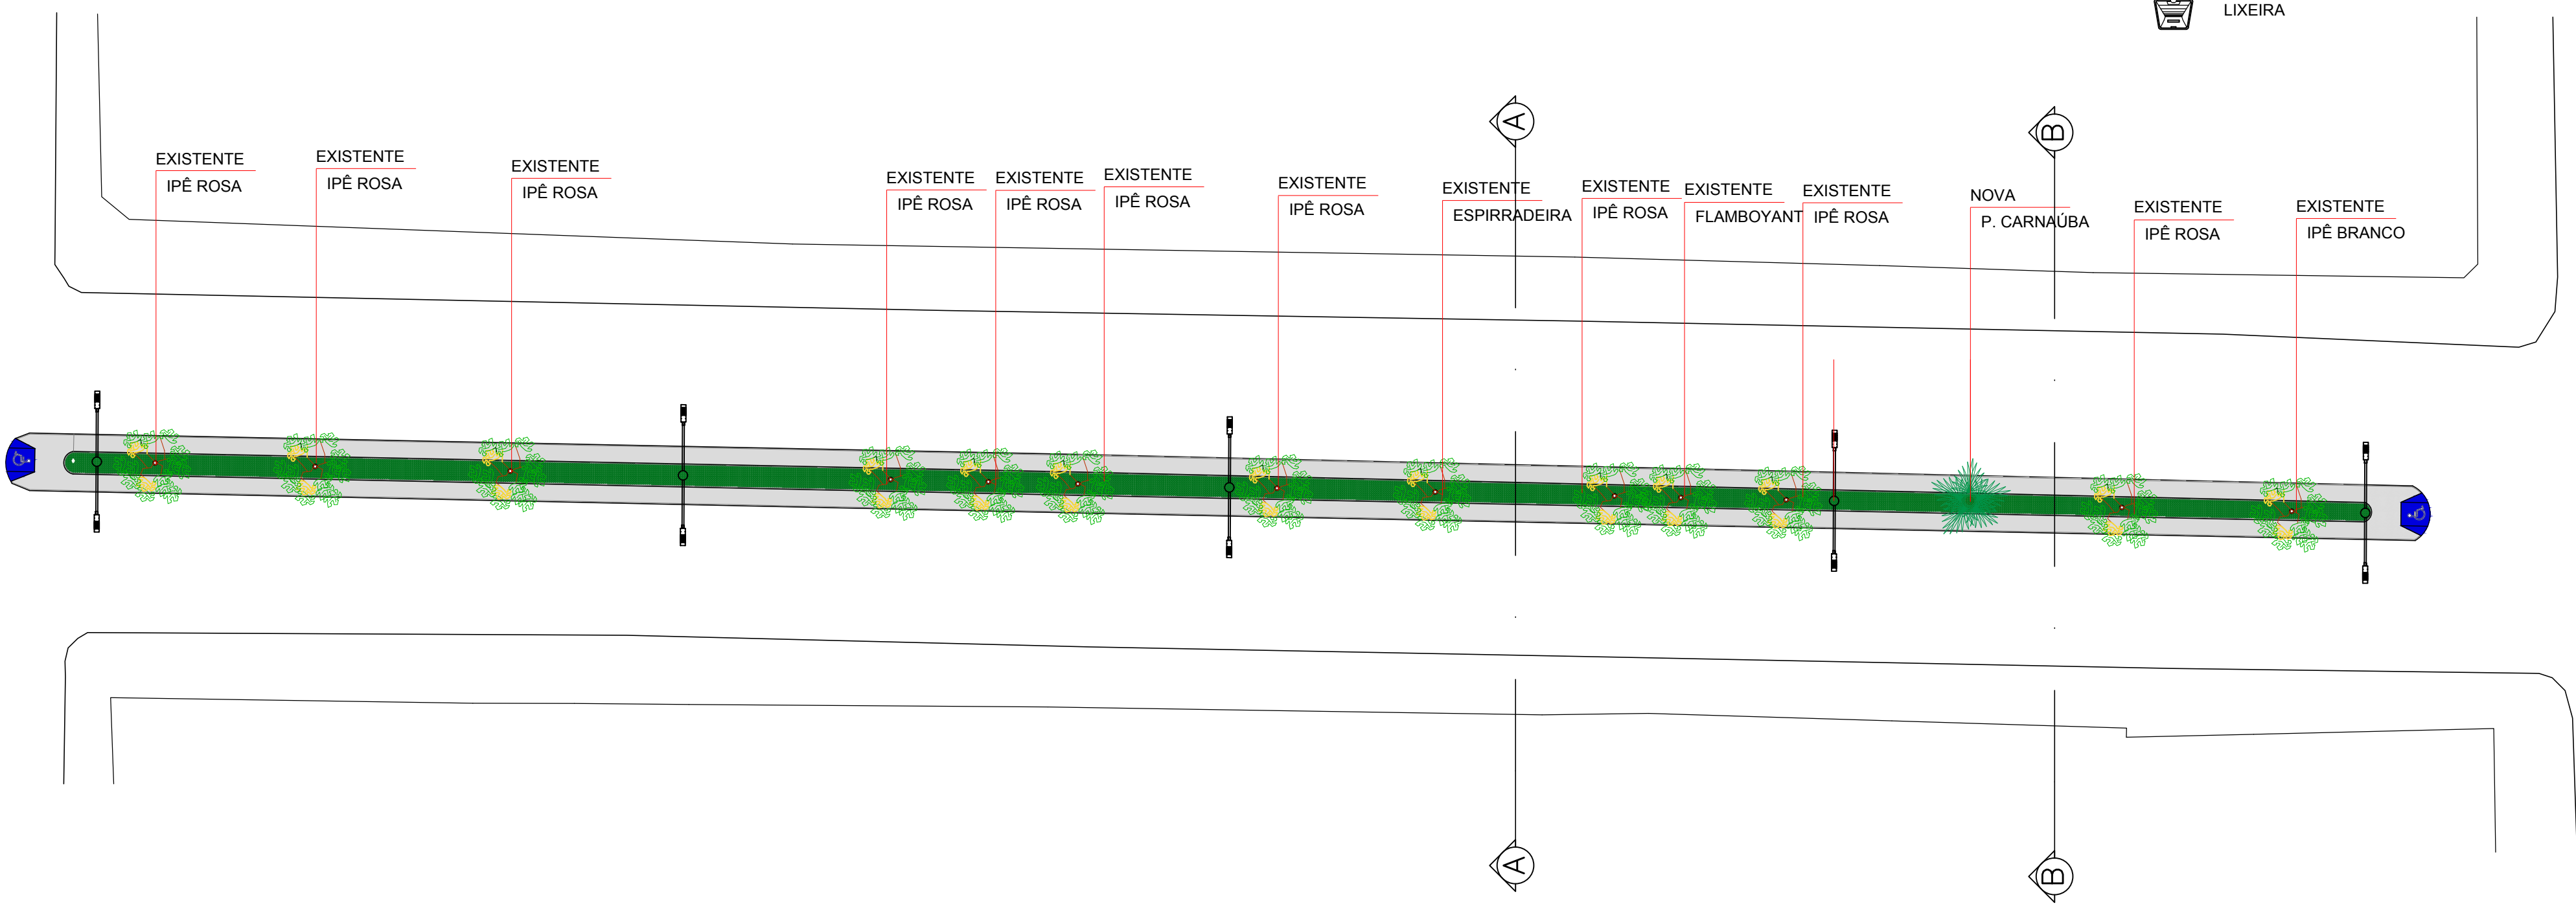 LIXEIRA
A
B
EXISTENTE
IPÊ ROSA
EXISTENTE
IPÊ ROSA
EXISTENTE
IPÊ ROSA
EXISTENTE
IPÊ ROSA
EXISTENTE
IPÊ ROSA
EXISTENTE
IPÊ ROSA
EXISTENTE
IPÊ ROSA
EXISTENTE
ESPIRRADEIRA
EXISTENTE
IPÊ ROSA
EXISTENTE
FLAMBOYANT
EXISTENTE
IPÊ ROSA
NOVA
P. CARNAÚBA
EXISTENTE
IPÊ ROSA
EXISTENTE
IPÊ BRANCO
A
B